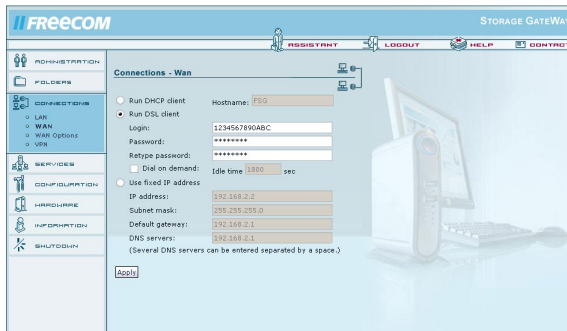 FREECOM
STORAGE GATEWA
ASSISTANT
LOGOUT
HELP
CONTAC
ADMINISTRATION
FOLDERS
CONNECTIONS
LAN
WAN
WAN Options
VPN
SERVICES
CONFIGURATION
HARDWARE
INFORMATION
SHUTDOWN
Connections - Wan
Run DHCP client Hostname: FSG
Run DSL client
Login: 1234567890ABC
Password: ********
Retype password: ********
Dial on demand: Idle time 1800 sec
Use fixed IP address
IP address: 192.168.2.2
Subnet mask: 255.255.255.0
Default gateway: 192.168.2.1
DNS servers: 192.168.2.1
(Several DNS servers can be entered separated by a space.)
Apply